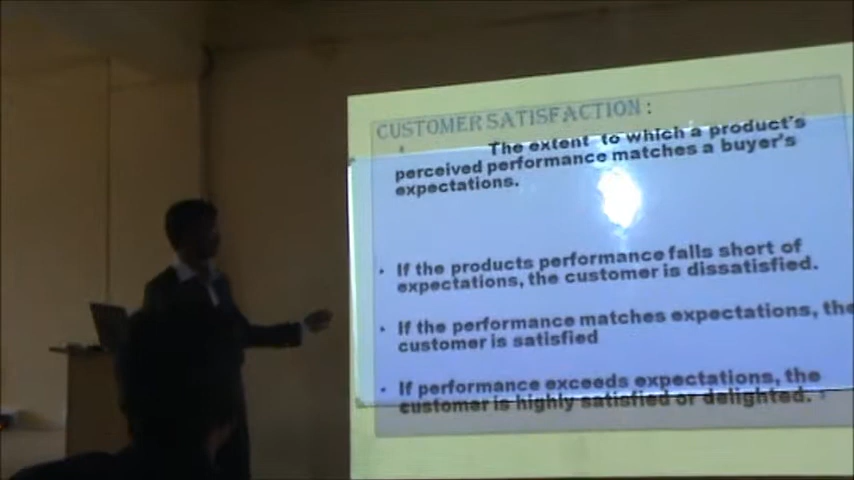 CUSTOMER SATISFACTION :
The extent to which a product's
perceived performance matches a buyer's
expectations.
• If the products performance falls short of
expectations, the customer is dissatisfied.
• If the performance matches expectations, the
customer is satisfied
• If performance exceeds expectations, the
customer is highly satisfied or delighted.